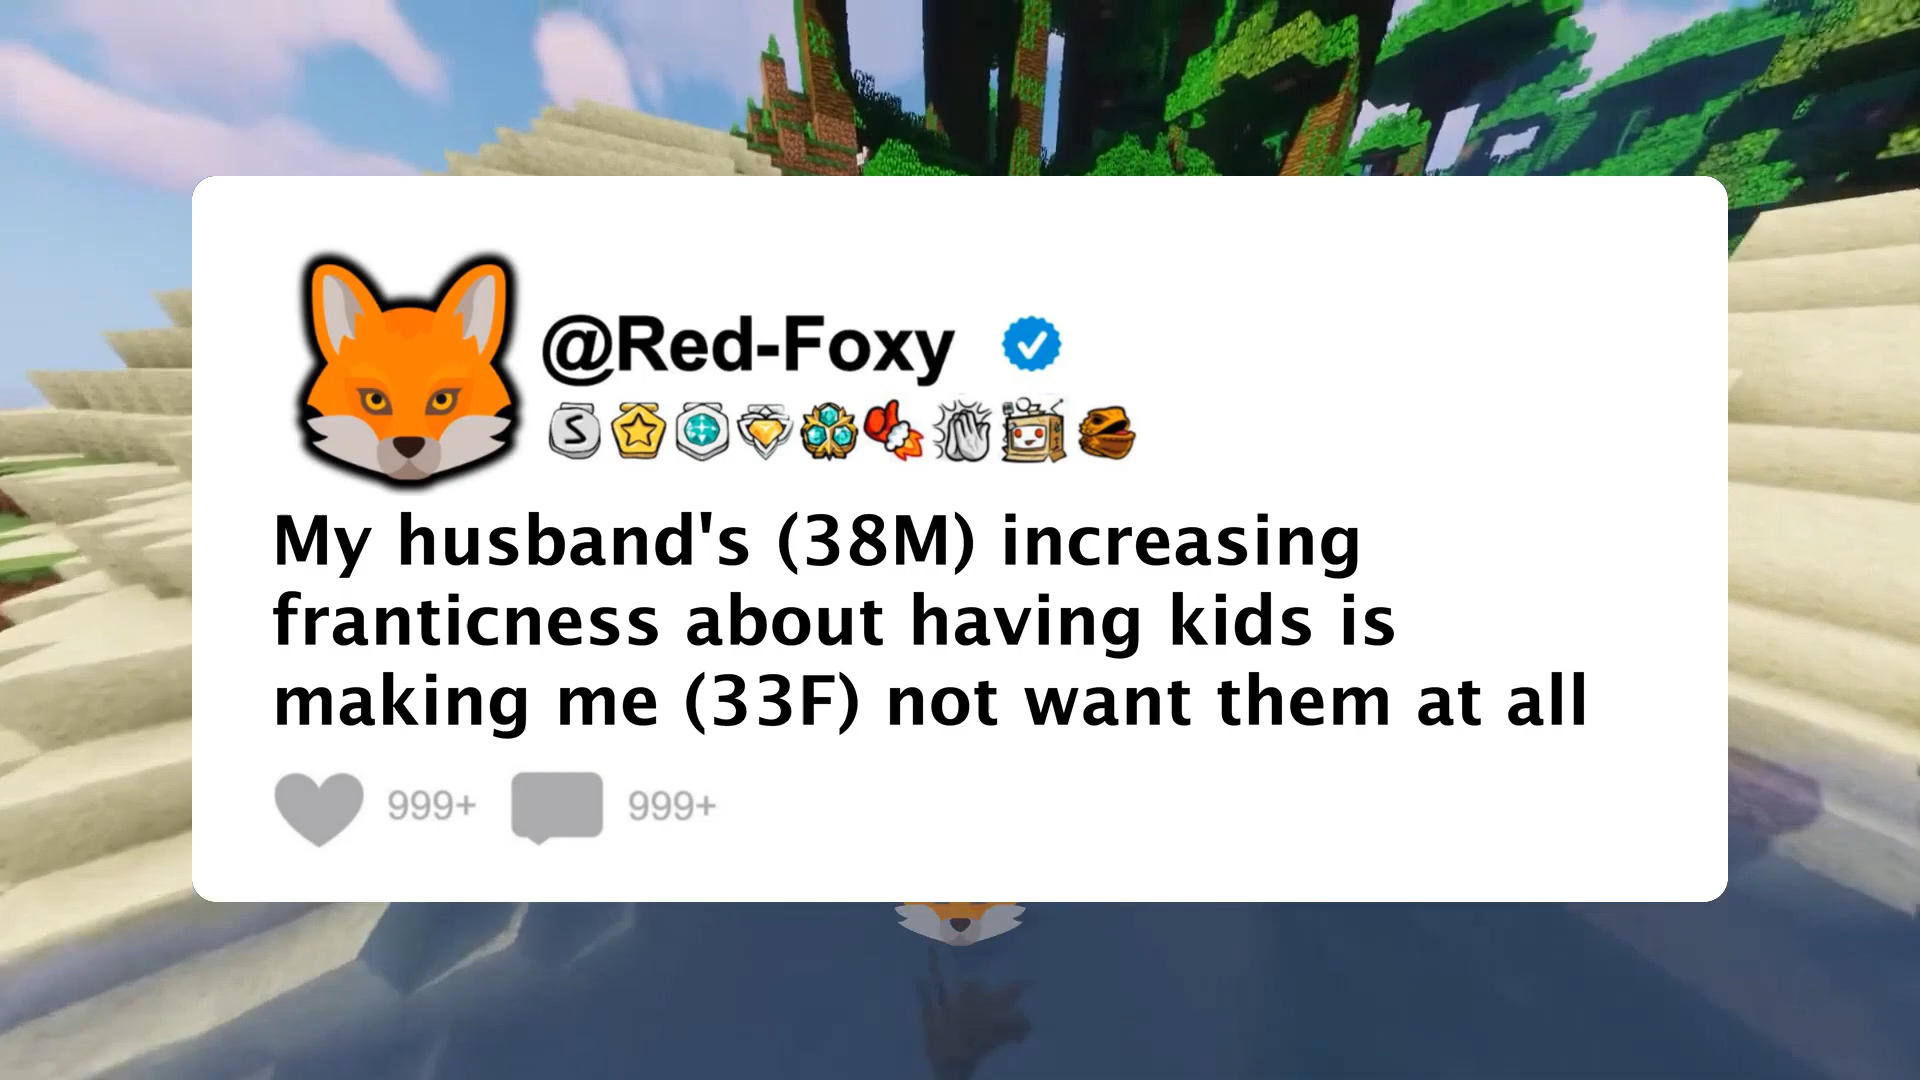 @Red-Foxy
My husband's (38M) increasing
franticness about having kids is
making me (33F) not want them at all
999+ 999+